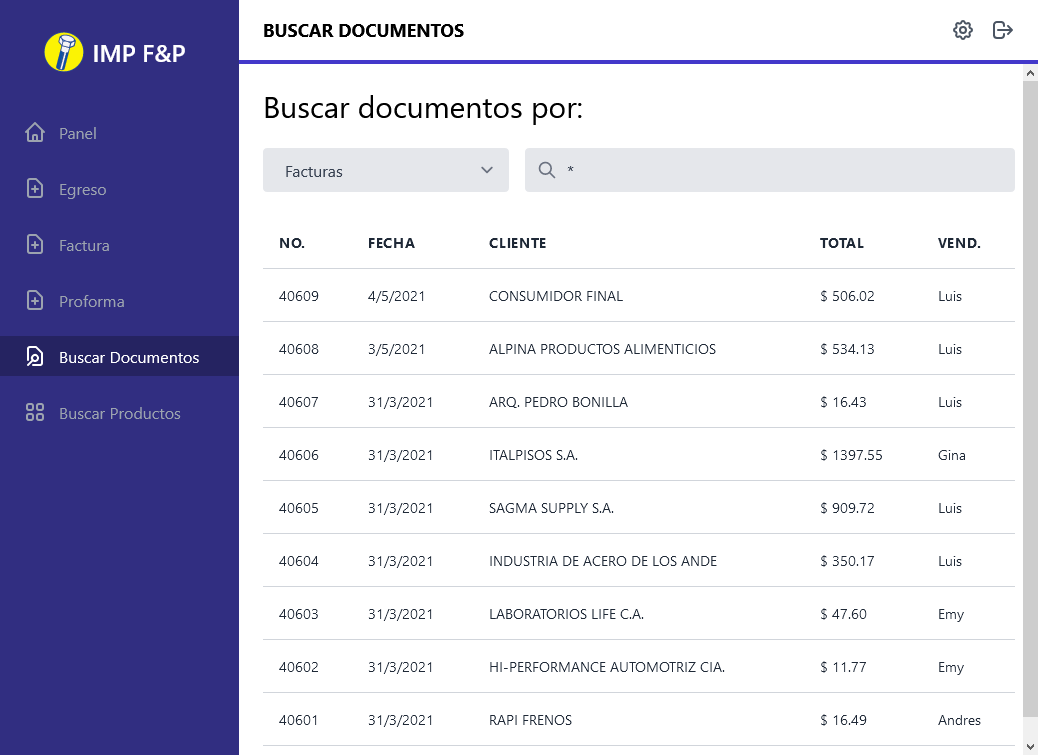 IMP F&P
Panel
Egreso
Factura
Proforma
Buscar Documentos
Buscar Productos
BUSCAR DOCUMENTOS
Buscar documentos por:
Facturas
*
NO. FECHA CLIENTE TOTAL VEND.
40609 4/5/2021 CONSUMIDOR FINAL $ 506.02 Luis
40608 3/5/2021 ALPINA PRODUCTOS ALIMENTICIOS $ 534.13 Luis
40607 31/3/2021 ARQ. PEDRO BONILLA $ 16.43 Luis
40606 31/3/2021 ITALPISOS S.A. $ 1397.55 Gina
40605 31/3/2021 SAGMA SUPPLY S.A. $ 909.72 Luis
40604 31/3/2021 INDUSTRIA DE ACERO DE LOS ANDE $ 350.17 Luis
40603 31/3/2021 LABORATORIOS LIFE C.A. $ 47.60 Emy
40602 31/3/2021 HI-PERFORMANCE AUTOMOTRIZ CIA. $ 11.77 Emy
40601 31/3/2021 RAPI FRENOS $ 16.49 Andres